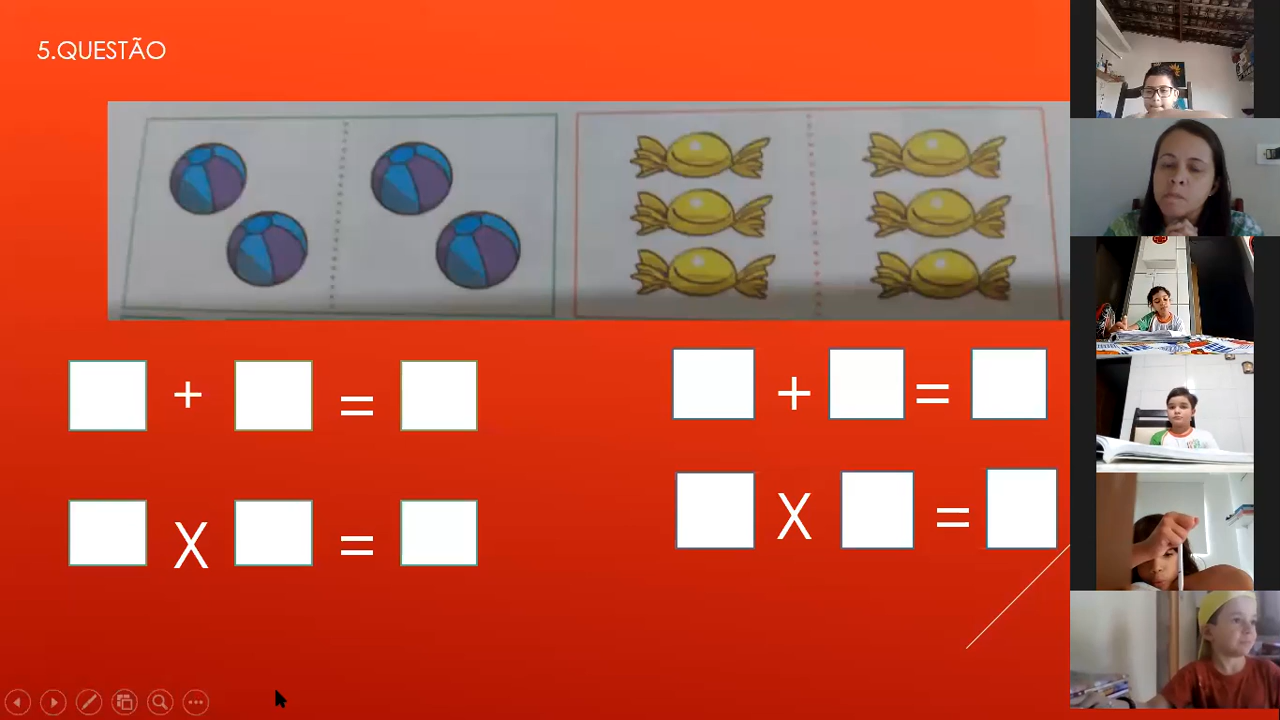 5.QUESTÃO
+ =
+ =
X =
X =